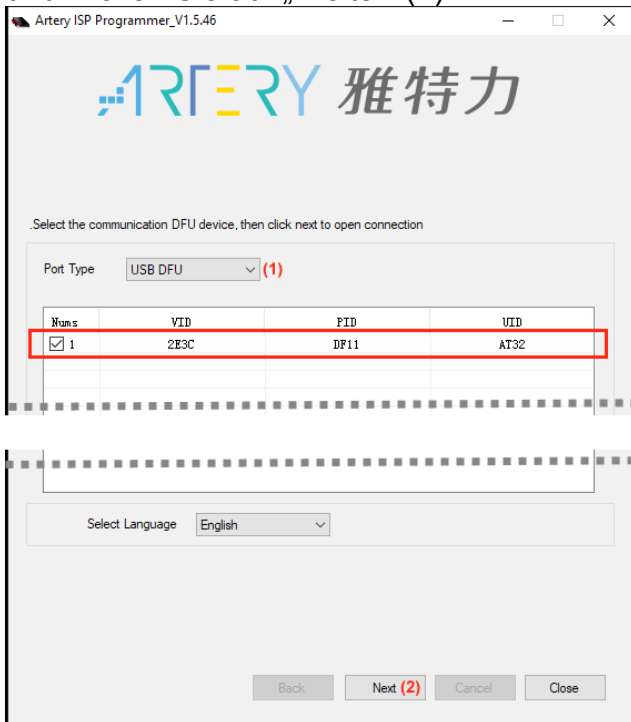 Artery ISP Programmer_V1.5.46
ARTERY 雅特力
.Select the communication DFU device, then click next to open connection
Port Type USB DFU (1)
Nums VID PID UID
1 2E3C DF11 AT32
Select Language English
Back Next (2) Cancel Close